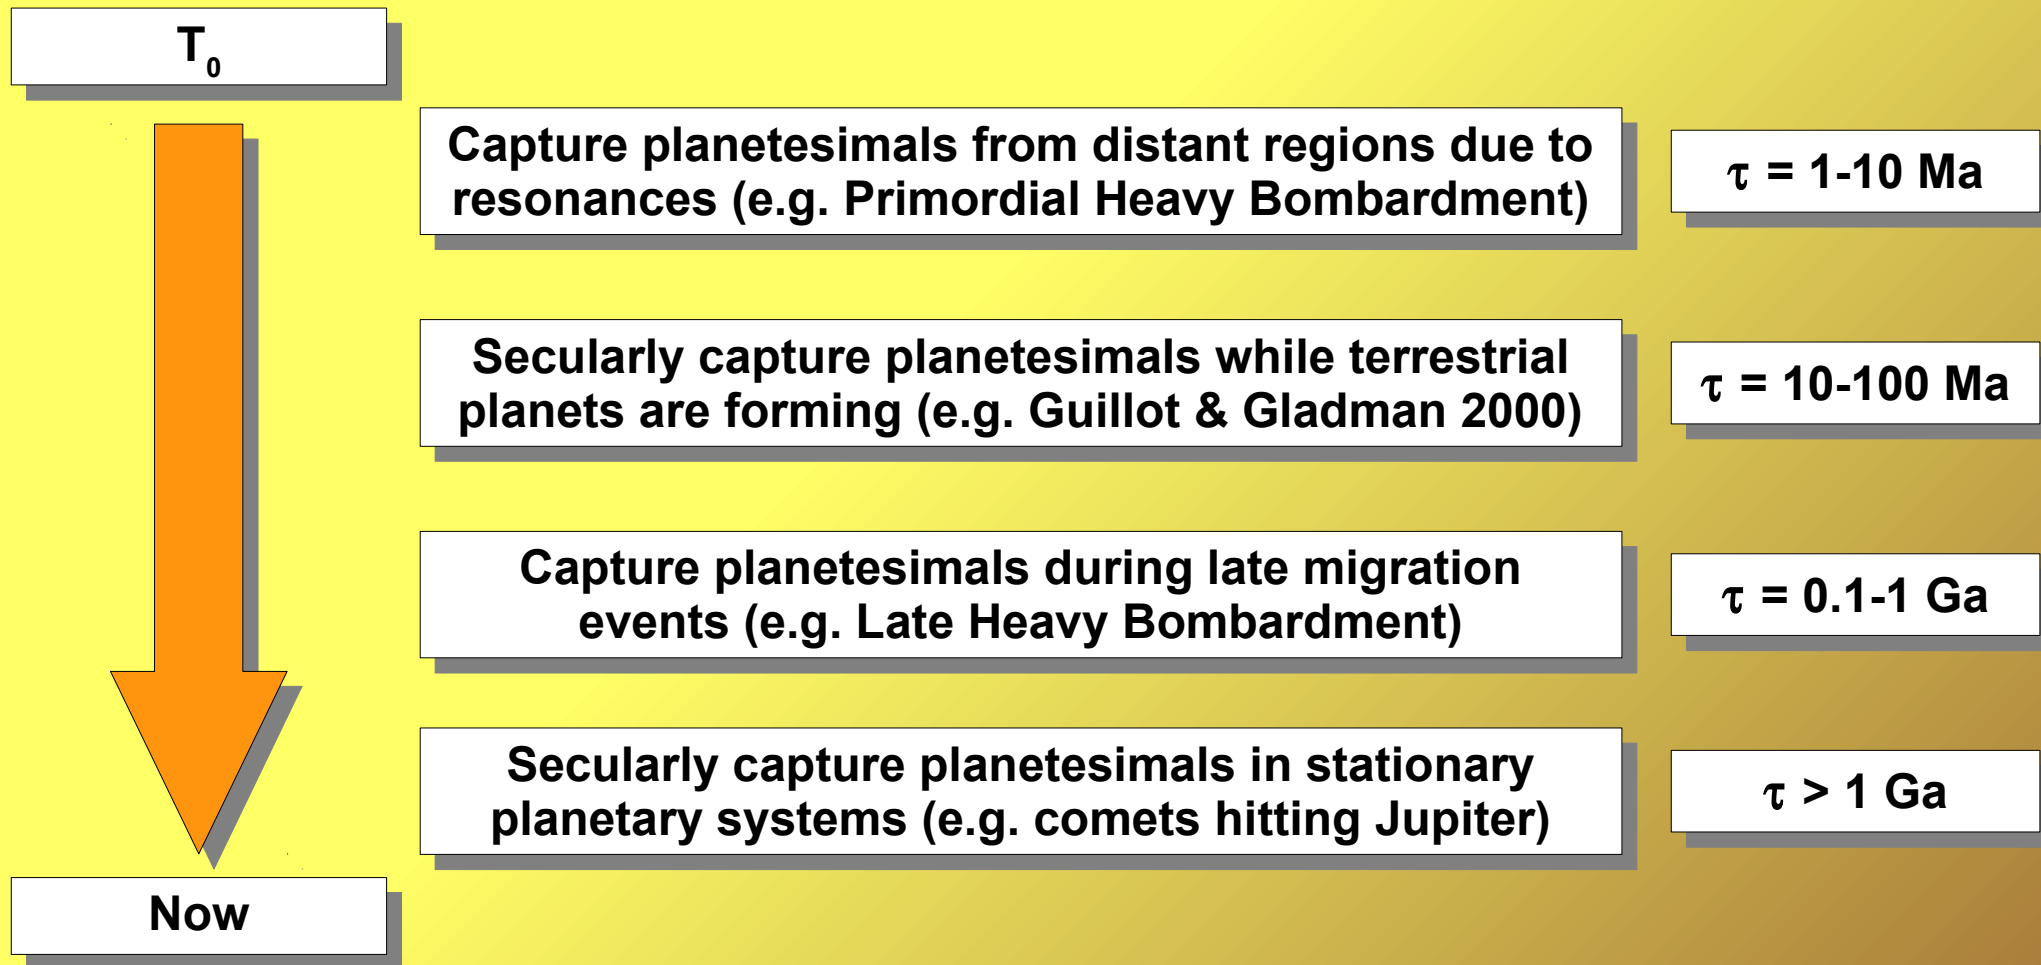 T₀
Capture planetesimals from distant regions due to
resonances (e.g. Primordial Heavy Bombardment)
τ = 1-10 Ma
Secularly capture planetesimals while terrestrial
planets are forming (e.g. Guillot & Gladman 2000)
τ = 10-100 Ma
Capture planetesimals during late migration
events (e.g. Late Heavy Bombardment)
τ = 0.1-1 Ga
Secularly capture planetesimals in stationary
planetary systems (e.g. comets hitting Jupiter)
τ > 1 Ga
Now